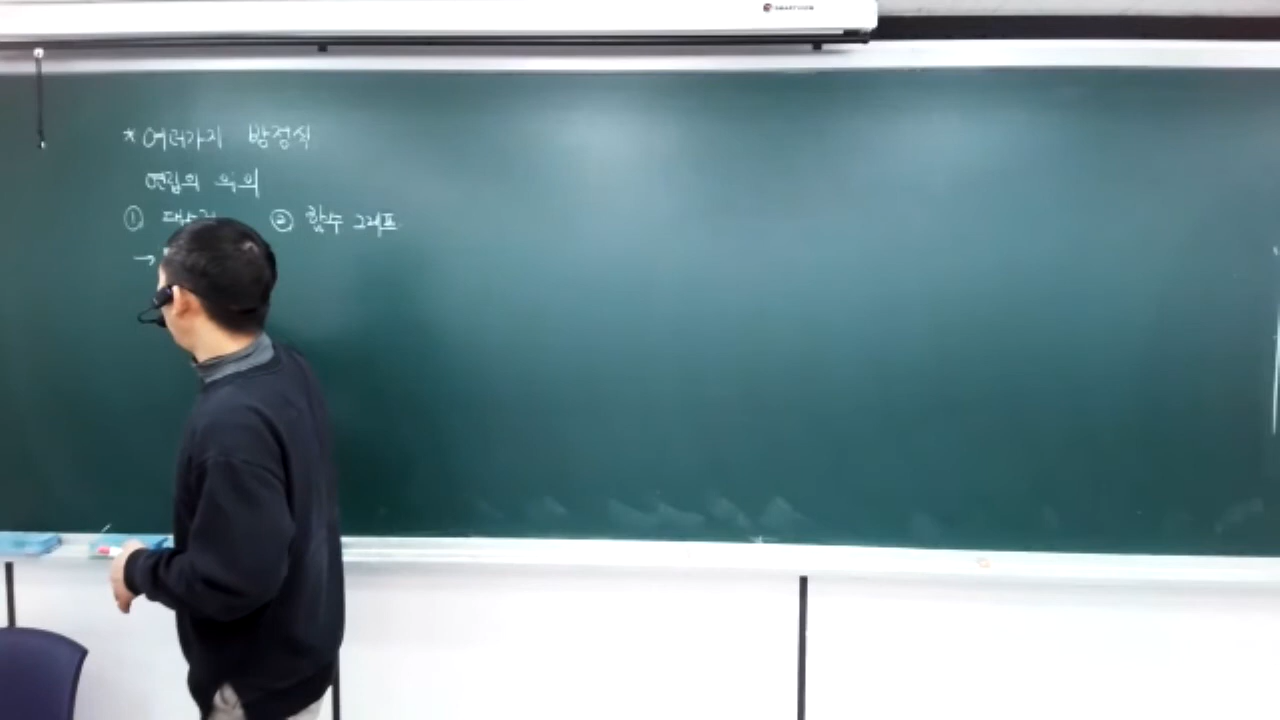 * 여러가지 방정식
연립의 의의
① ② 함수 그래프
→